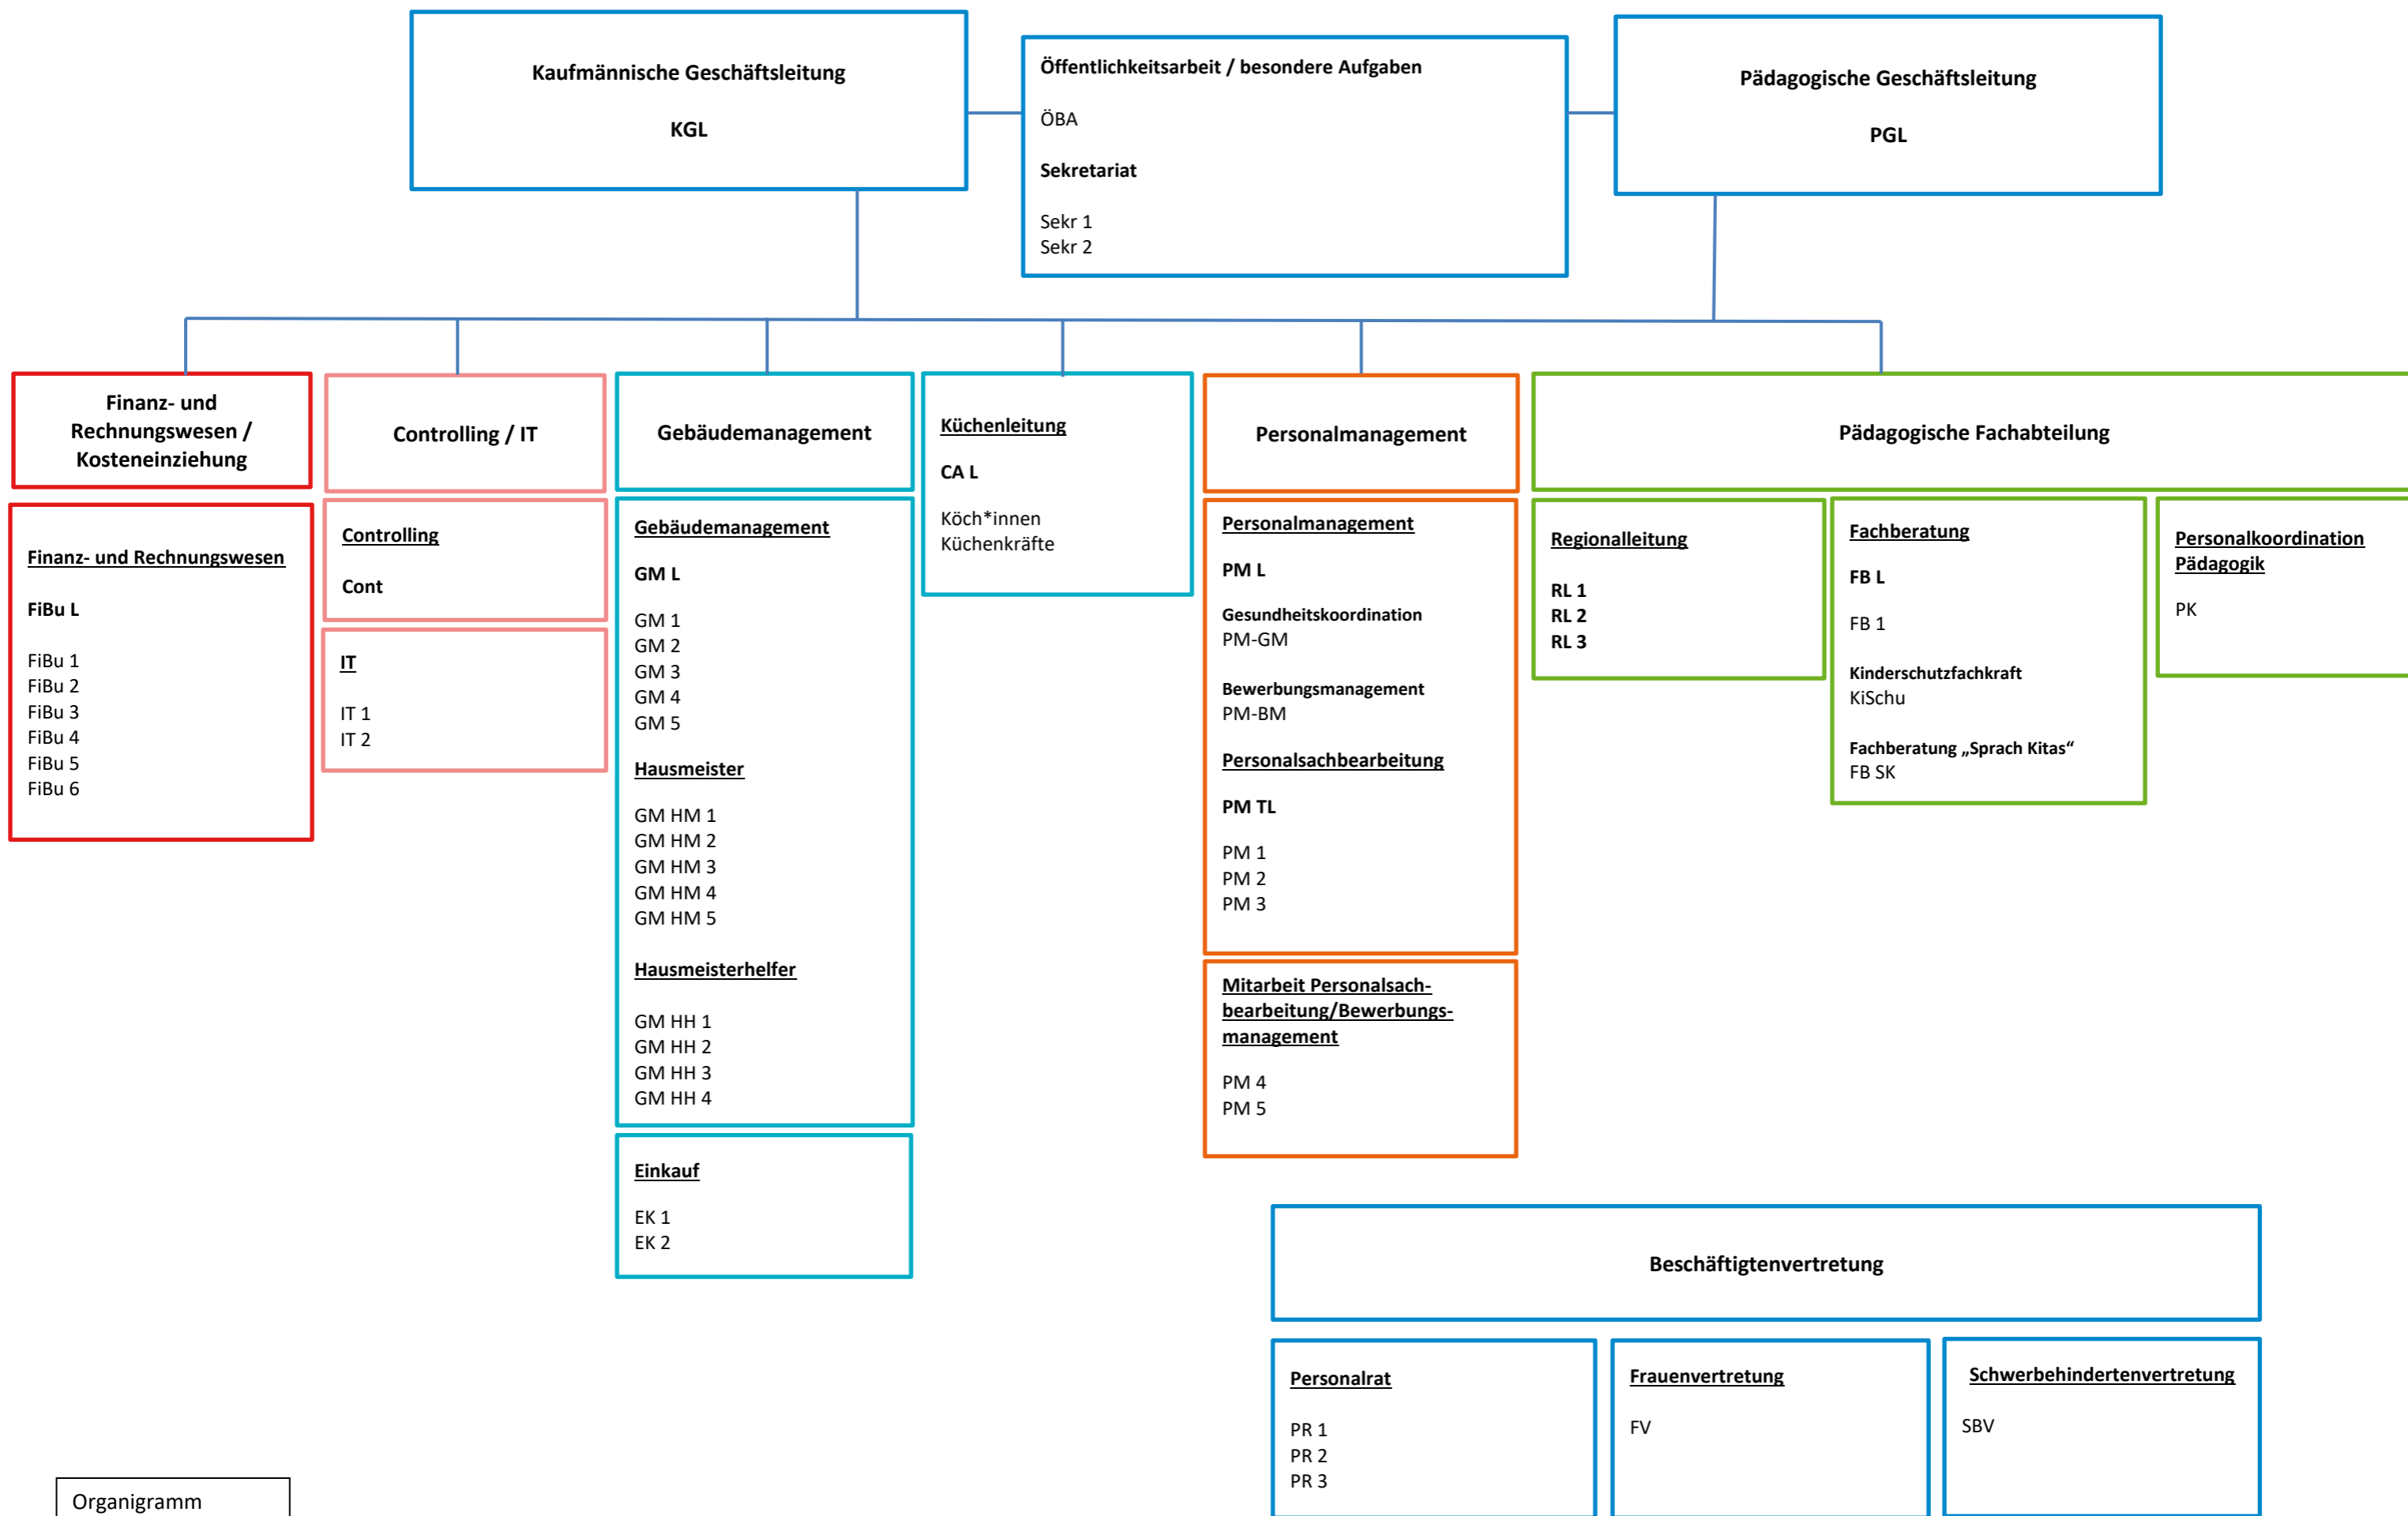 Kaufmännische Geschäftsleitung
KGL
Öffentlichkeitsarbeit / besondere Aufgaben
ÖBA
Sekretariat
Sekr 1
Sekr 2
Pädagogische Geschäftsleitung
PGL
Finanz- und
Rechnungswesen /
Kosteneinziehung
Finanz- und Rechnungswesen
FiBu L
FiBu 1
FiBu 2
FiBu 3
FiBu 4
FiBu 5
FiBu 6
Controlling / IT
Controlling
Cont
IT
IT 1
IT 2
Gebäudemanagement
Gebäudemanagement
GM L
GM 1
GM 2
GM 3
GM 4
GM 5
Hausmeister
GM HM 1
GM HM 2
GM HM 3
GM HM 4
GM HM 5
Hausmeisterhelfer
GM HH 1
GM HH 2
GM HH 3
GM HH 4
Einkauf
EK 1
EK 2
Küchenleitung
CA L
Köch*innen
Küchenkräfte
Personalmanagement
Personalmanagement
PM L
Gesundheitskoordination
PM-GM
Bewerbungsmanagement
PM-BM
Personalsachbearbeitung
PM TL
PM 1
PM 2
PM 3
Mitarbeit Personalsach-
bearbeitung/Bewerbungs-
management
PM 4
PM 5
Pädagogische Fachabteilung
Regionalleitung
RL 1
RL 2
RL 3
Fachberatung
FB L
FB 1
Kinderschutzfachkraft
KiSchu
Fachberatung „Sprach Kitas“
FB SK
Personalkoordination
Pädagogik
PK
Beschäftigtenvertretung
Personalrat
PR 1
PR 2
PR 3
Frauenvertretung
FV
Schwerbehindertenvertretung
SBV
Organigramm